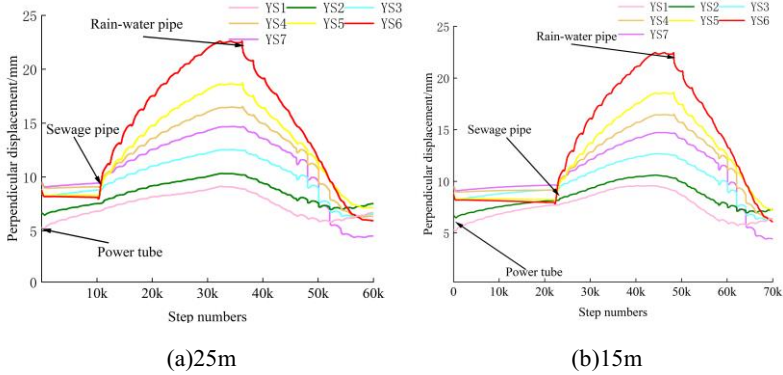 YS1 YS2 YS3
YS4 YS5 YS6
YS7
Rain-water pipe
Sewage pipe
Power tube
Perpendicular displacement/mm
25
20
15
10
5
0
0 10k 20k 30k 40k 50k 60k
Step numbers
(a)25m
YS1 YS2 YS3
YS4 YS5 YS6
YS7
Rain-water pipe
Sewage pipe
Power tube
Perpendicular displacement/mm
25
20
15
10
5
0 10k 20k 30k 40k 50k 60k 70k
Step numbers
(b)15m